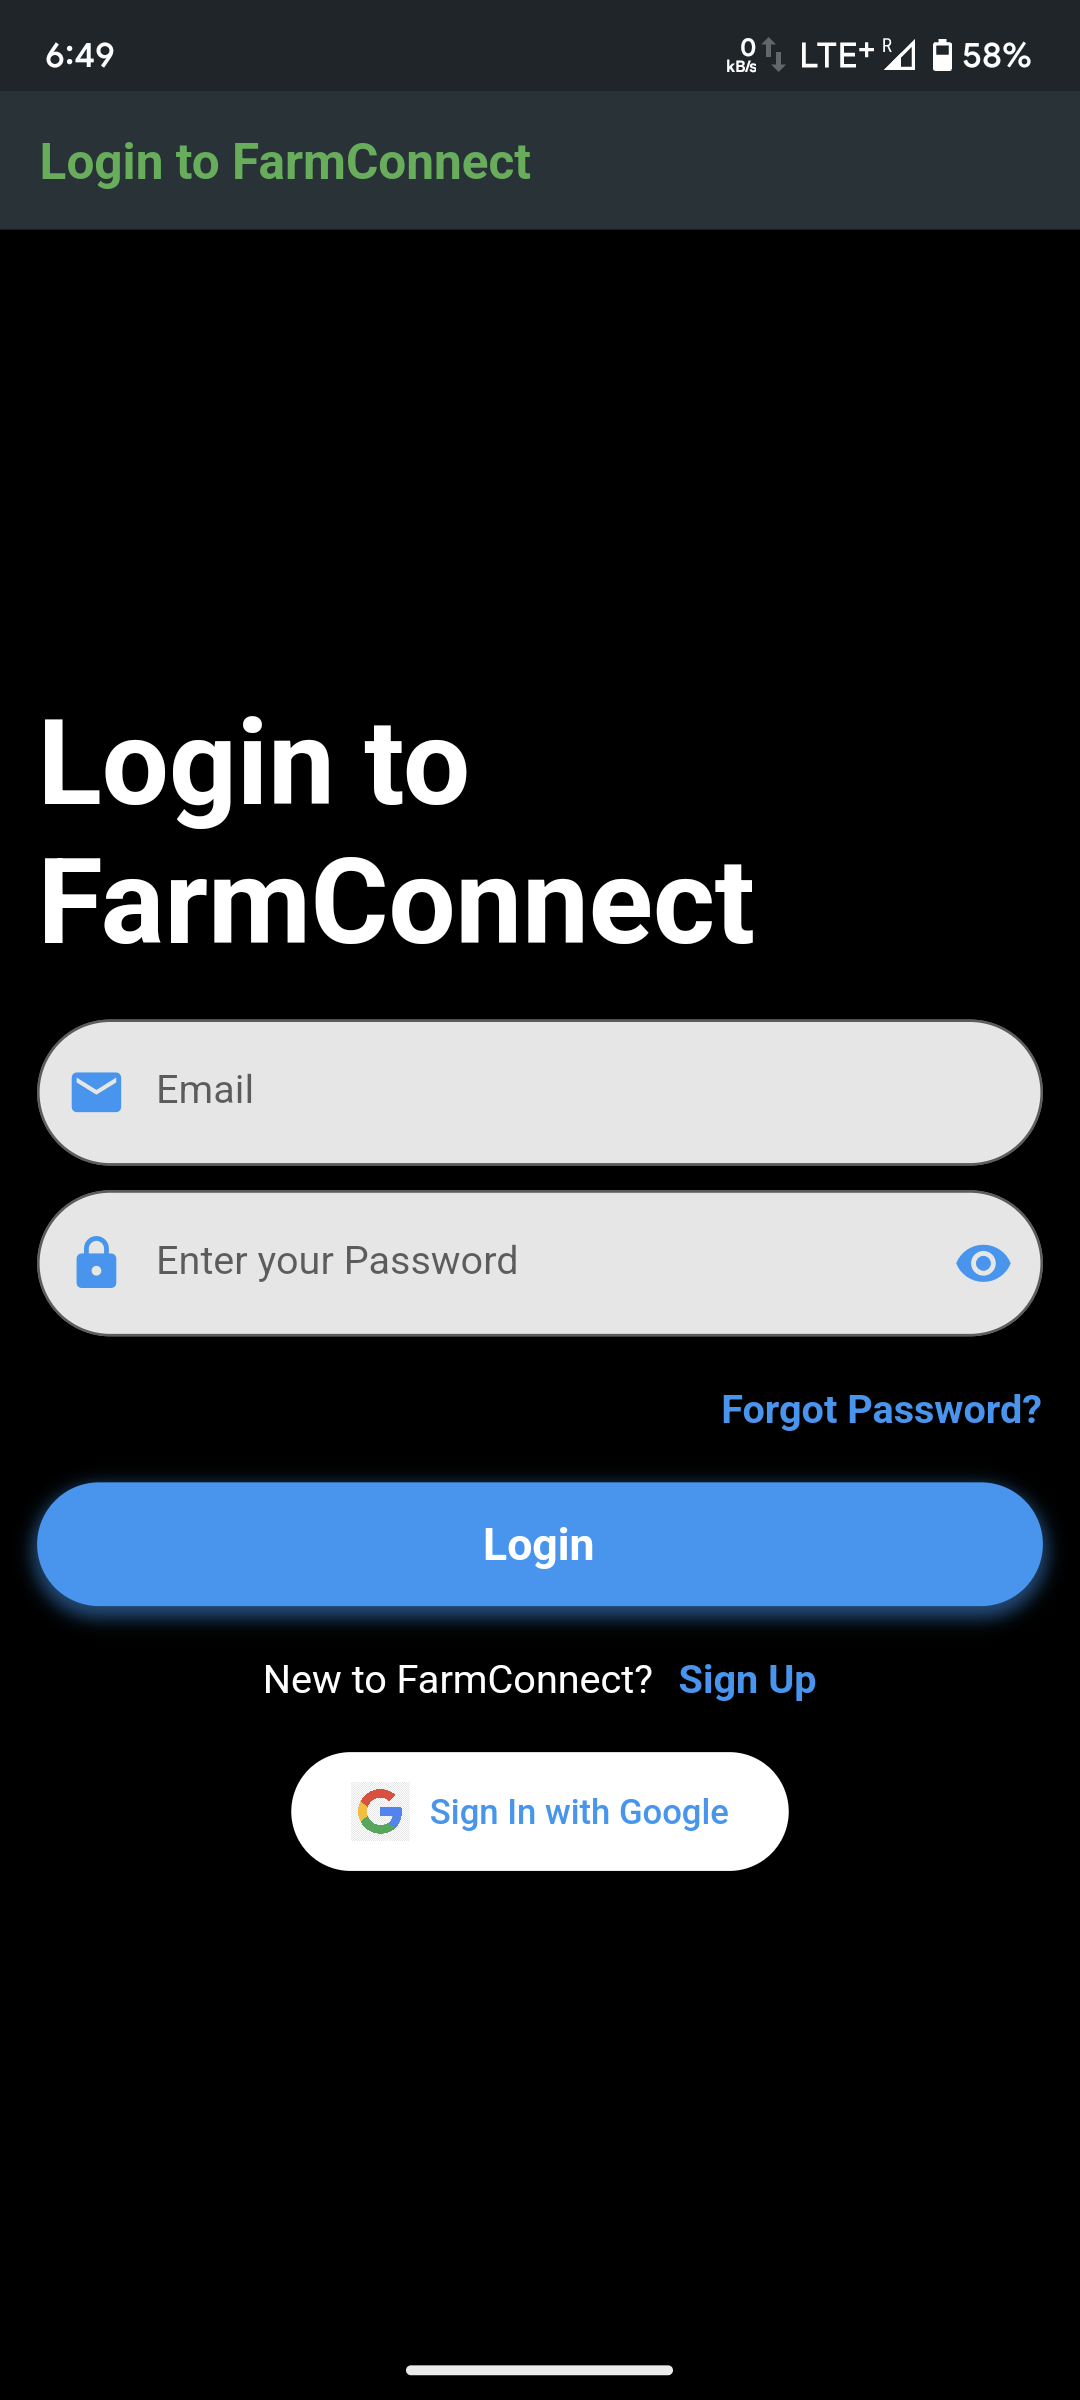 6:49
0 kB/s LTE+ R 58%
Login to FarmConnect
Login to
FarmConnect
Email
Enter your Password
Forgot Password?
Login
New to FarmConnect? Sign Up
Sign In with Google